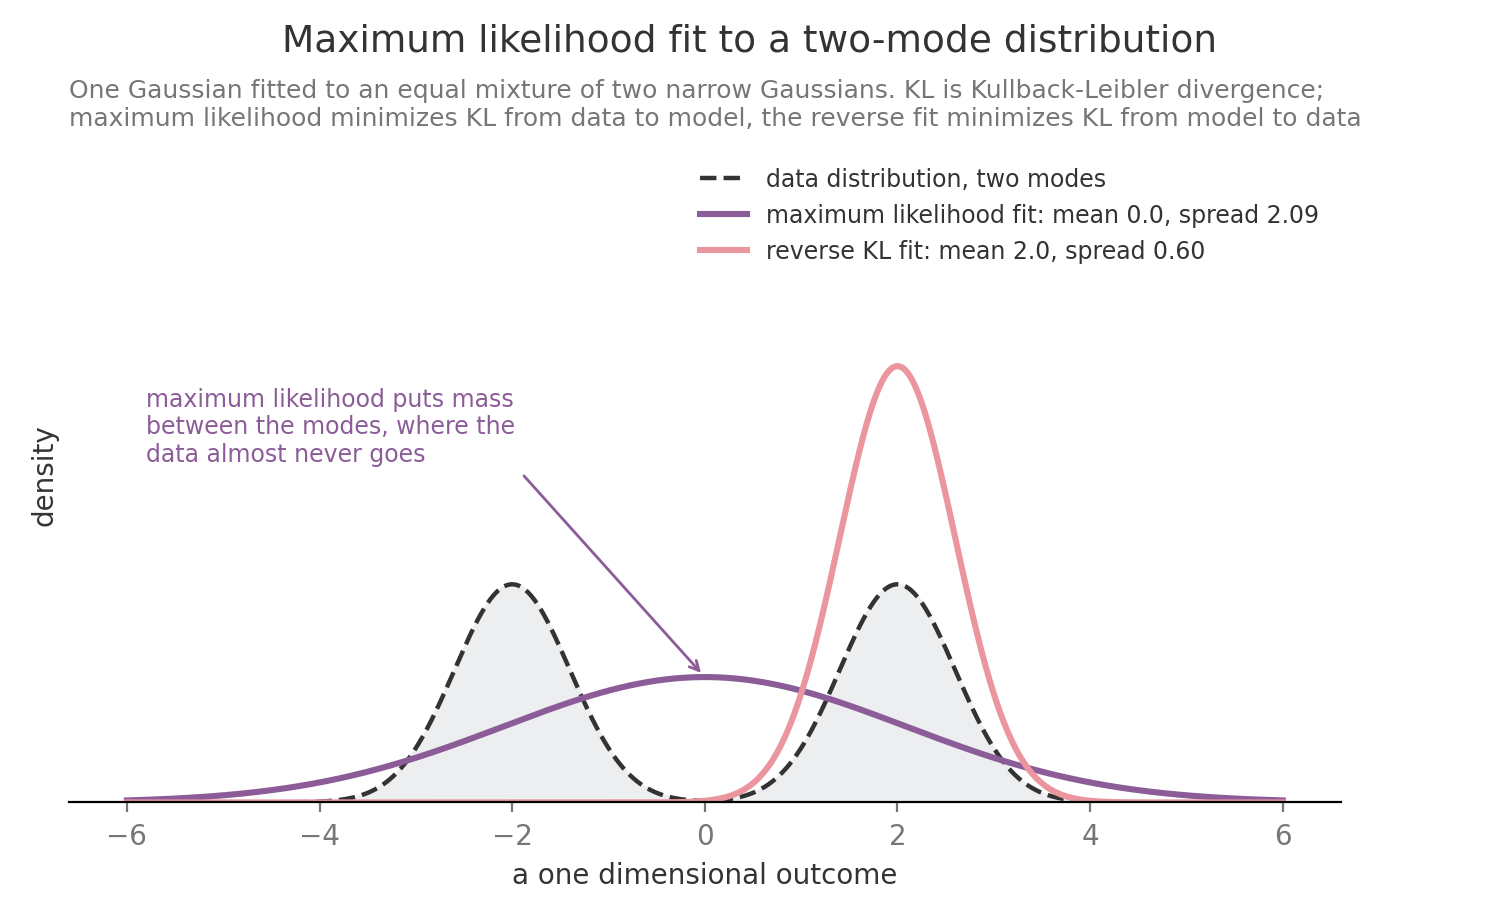 Maximum likelihood fit to a two-mode distribution
One Gaussian fitted to an equal mixture of two narrow Gaussians. KL is Kullback-Leibler divergence;
maximum likelihood minimizes KL from data to model, the reverse fit minimizes KL from model to data
data distribution, two modes
maximum likelihood fit: mean 0.0, spread 2.09
reverse KL fit: mean 2.0, spread 0.60
maximum likelihood puts mass
between the modes, where the
data almost never goes
density
−6 −4 −2 0 2 4 6
a one dimensional outcome